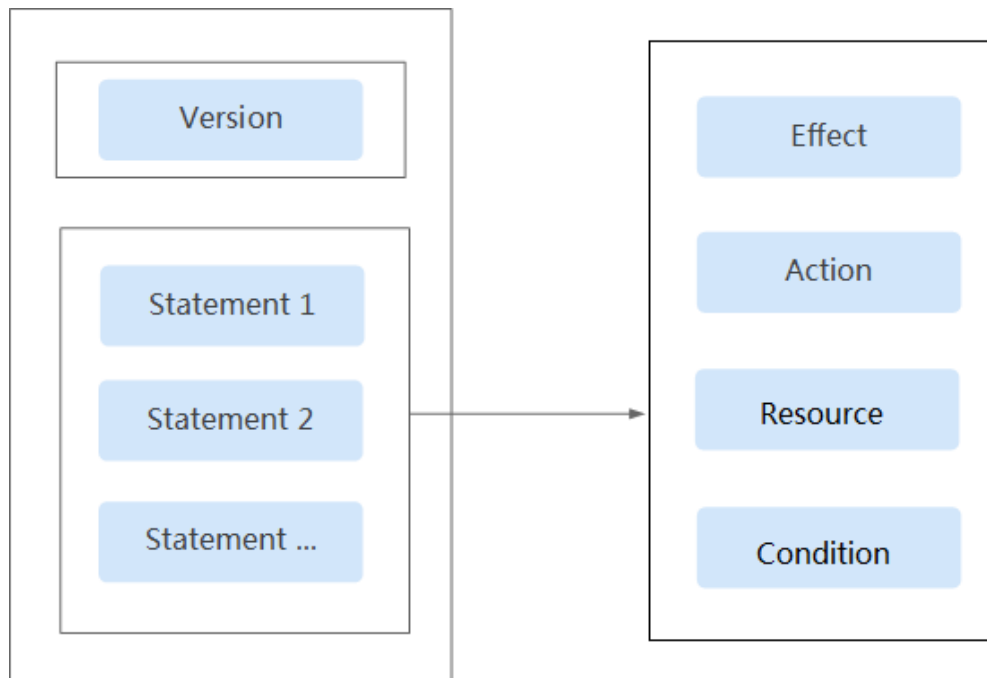 Version
Statement 1
Statement 2
Statement ...
Effect
Action
Resource
Condition